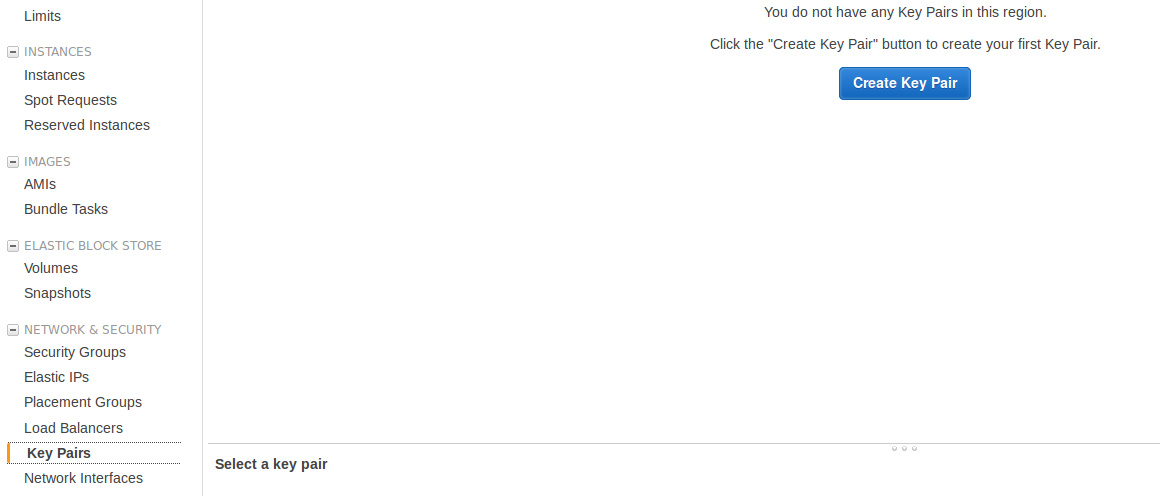 Limits
INSTANCES
Instances
Spot Requests
Reserved Instances
IMAGES
AMIs
Bundle Tasks
ELASTIC BLOCK STORE
Volumes
Snapshots
NETWORK & SECURITY
Security Groups
Elastic IPs
Placement Groups
Load Balancers
Key Pairs
Network Interfaces
You do not have any Key Pairs in this region.
Click the "Create Key Pair" button to create your first Key Pair.
Create Key Pair
Select a key pair